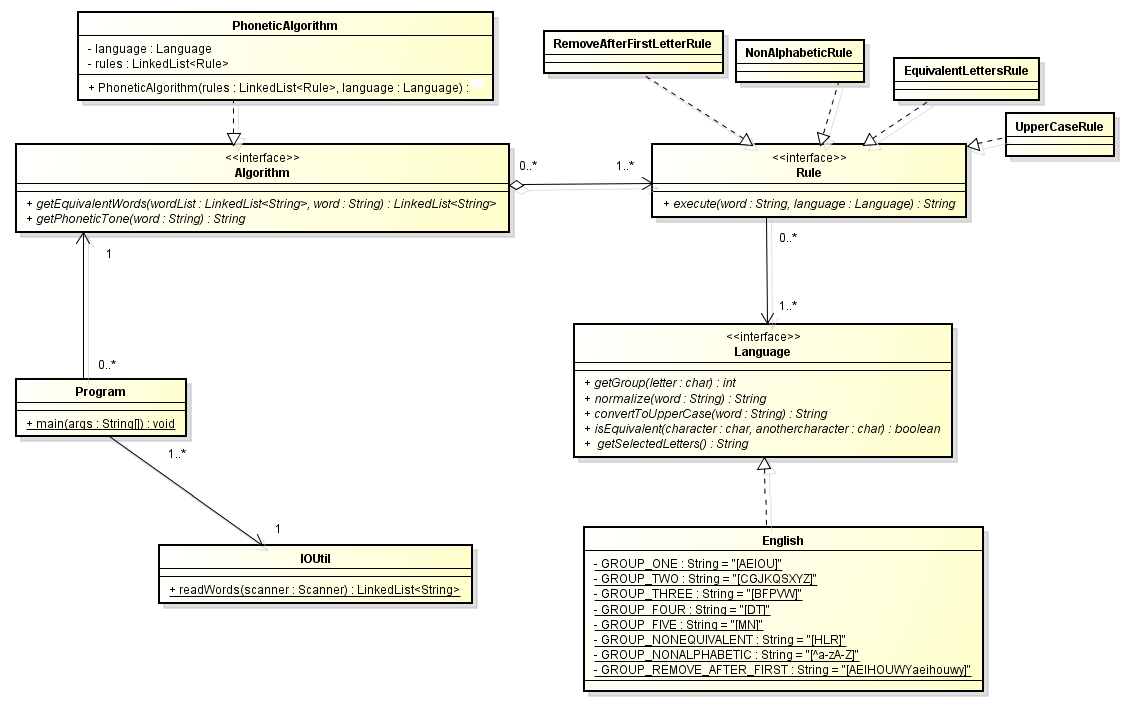 PhoneticAlgorithm
- language : Language
- rules : LinkedList<Rule>
+ PhoneticAlgorithm(rules : LinkedList<Rule>, language : Language) :
RemoveAfterFirstLetterRule
NonAlphabeticRule
EquivalentLettersRule
UpperCaseRule
<<interface>>
Algorithm
+ getEquivalentWords(wordList : LinkedList<String>, word : String) : LinkedList<String>
+ getPhoneticTone(word : String) : String
0..*
1..*
<<interface>>
Rule
+ execute(word : String, language : Language) : String
1
0..*
0..*
1..*
<<interface>>
Language
+ getGroup(letter : char) : int
+ normalize(word : String) : String
+ convertToUpperCase(word : String) : String
+ isEquivalent(character : char, anothercharacter : char) : boolean
+ getSelectedLetters() : String
Program
+ main(args : String[]) : void
1..*
1
IOUtil
+ readWords(scanner : Scanner) : LinkedList<String>
English
- GROUP_ONE : String = "[AEIOU]"
- GROUP_TWO : String = "[CGJKQSXYZ]"
- GROUP_THREE : String = "[BFPVW]"
- GROUP_FOUR : String = "[DT]"
- GROUP_FIVE : String = "[MN]"
- GROUP_NONEQUIVALENT : String = "[HLR]"
- GROUP_NONALPHABETIC : String = "[^a-zA-Z]"
- GROUP_REMOVE_AFTER_FIRST : String = "[AEIHOUWYaeihouwy]"